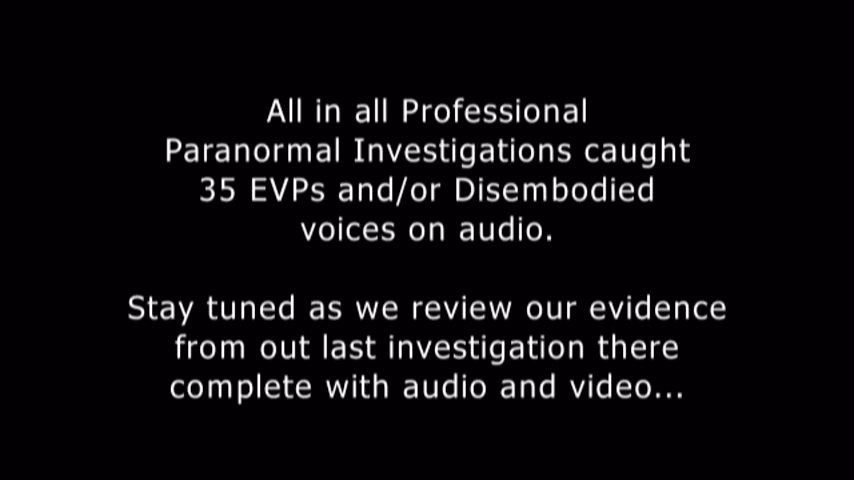 All in all Professional
Paranormal Investigations caught
35 EVPs and/or Disembodied
voices on audio.
Stay tuned as we review our evidence
from out last investigation there
complete with audio and video...